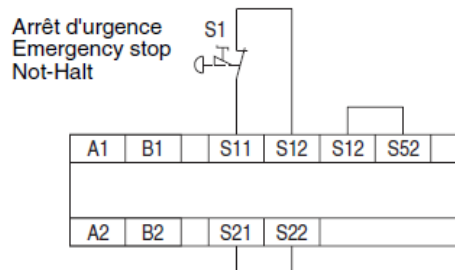 Arrêt d'urgence
Emergency stop
Not-Halt
S1
A1 B1 S11 S12 S12 S52
A2 B2 S21 S22